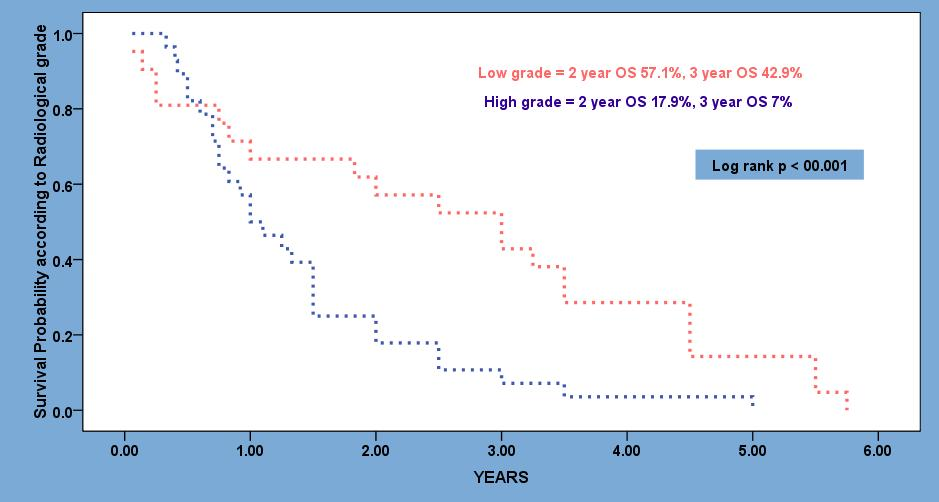 Survival Probability according to Radiological grade
1.0
0.8
0.6
0.4
0.2
0.0
Low grade = 2 year OS 57.1%, 3 year OS 42.9%
High grade = 2 year OS 17.9%, 3 year OS 7%
Log rank p < 00.001
0.00 1.00 2.00 3.00 4.00 5.00 6.00
YEARS